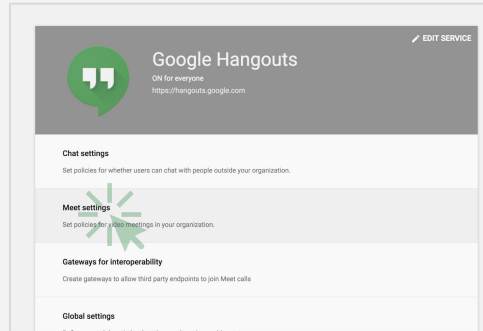 EDIT SERVICE
Google Hangouts
ON for everyone
https://hangouts.google.com
Chat settings
Set policies for whether users can chat with people outside your organization.
Meet settings
Set policies for video meetings in your organization.
Gateways for interoperability
Create gateways to allow third party endpoints to join Meet calls
Global settings